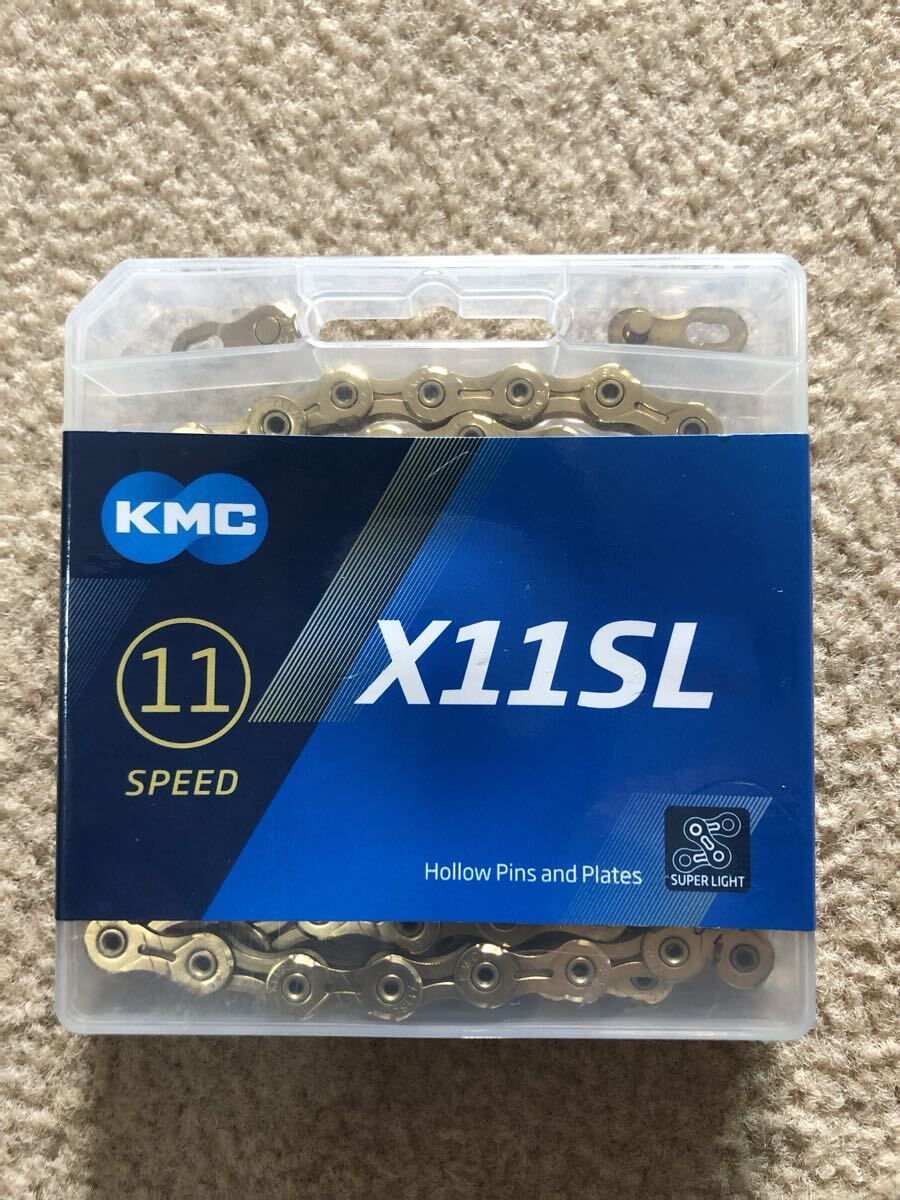 KMC
11
SPEED
X11SL
Hollow Pins and Plates
SUPER LIGHT